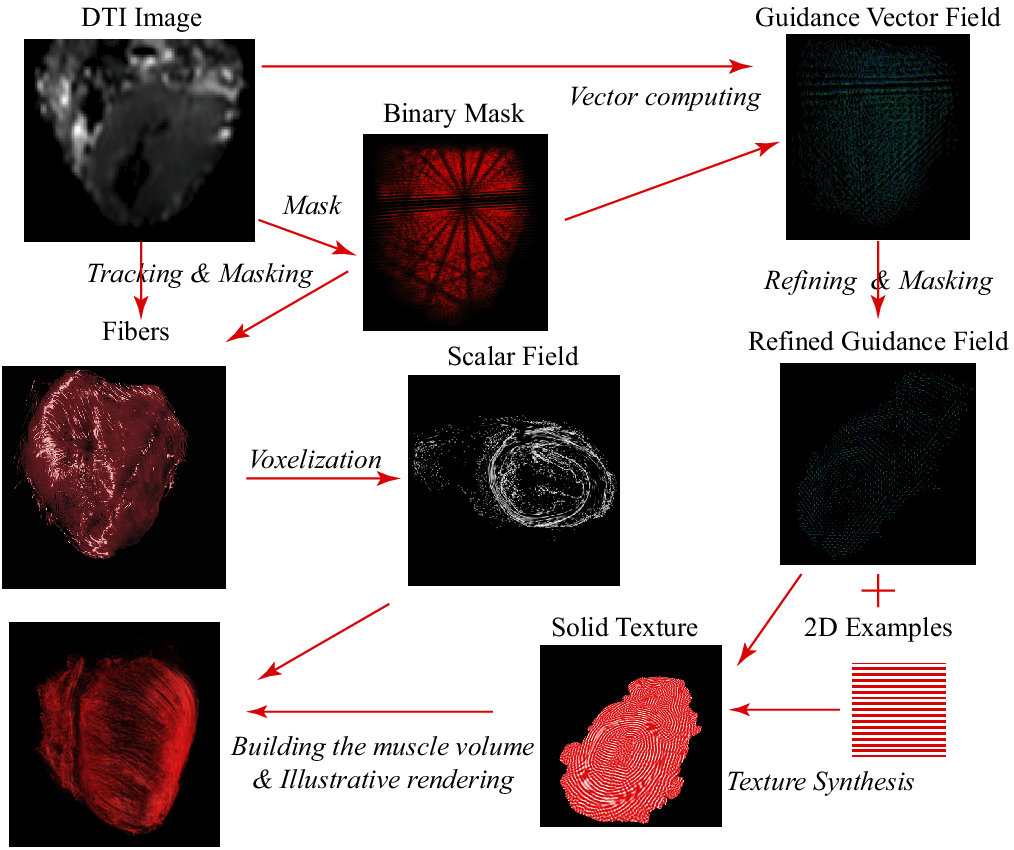 DTI Image
Guidance Vector Field
Vector computing
Binary Mask
Mask
Tracking & Masking
Refining & Masking
Fibers
Refined Guidance Field
Scalar Field
Voxelization
Solid Texture
2D Examples
Building the muscle volume
& Illustrative rendering
Texture Synthesis